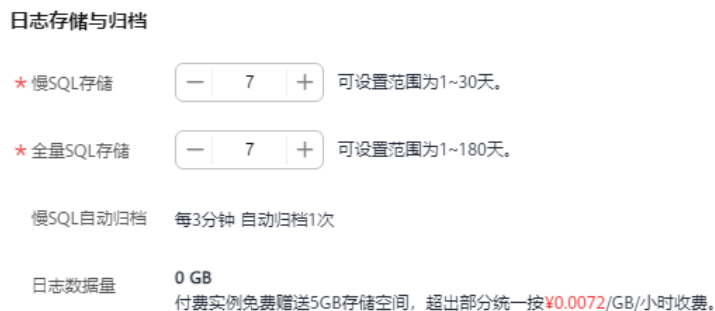 日志存储与归档
* 慢SQL存储 — 7 + 可设置范围为1~30天。
* 全量SQL存储 — 7 + 可设置范围为1~180天。
慢SQL自动归档 每3分钟 自动归档1次
日志数据量 0 GB
付费实例免费赠送5GB存储空间，超出部分统一按¥0.0072/GB/小时收费。